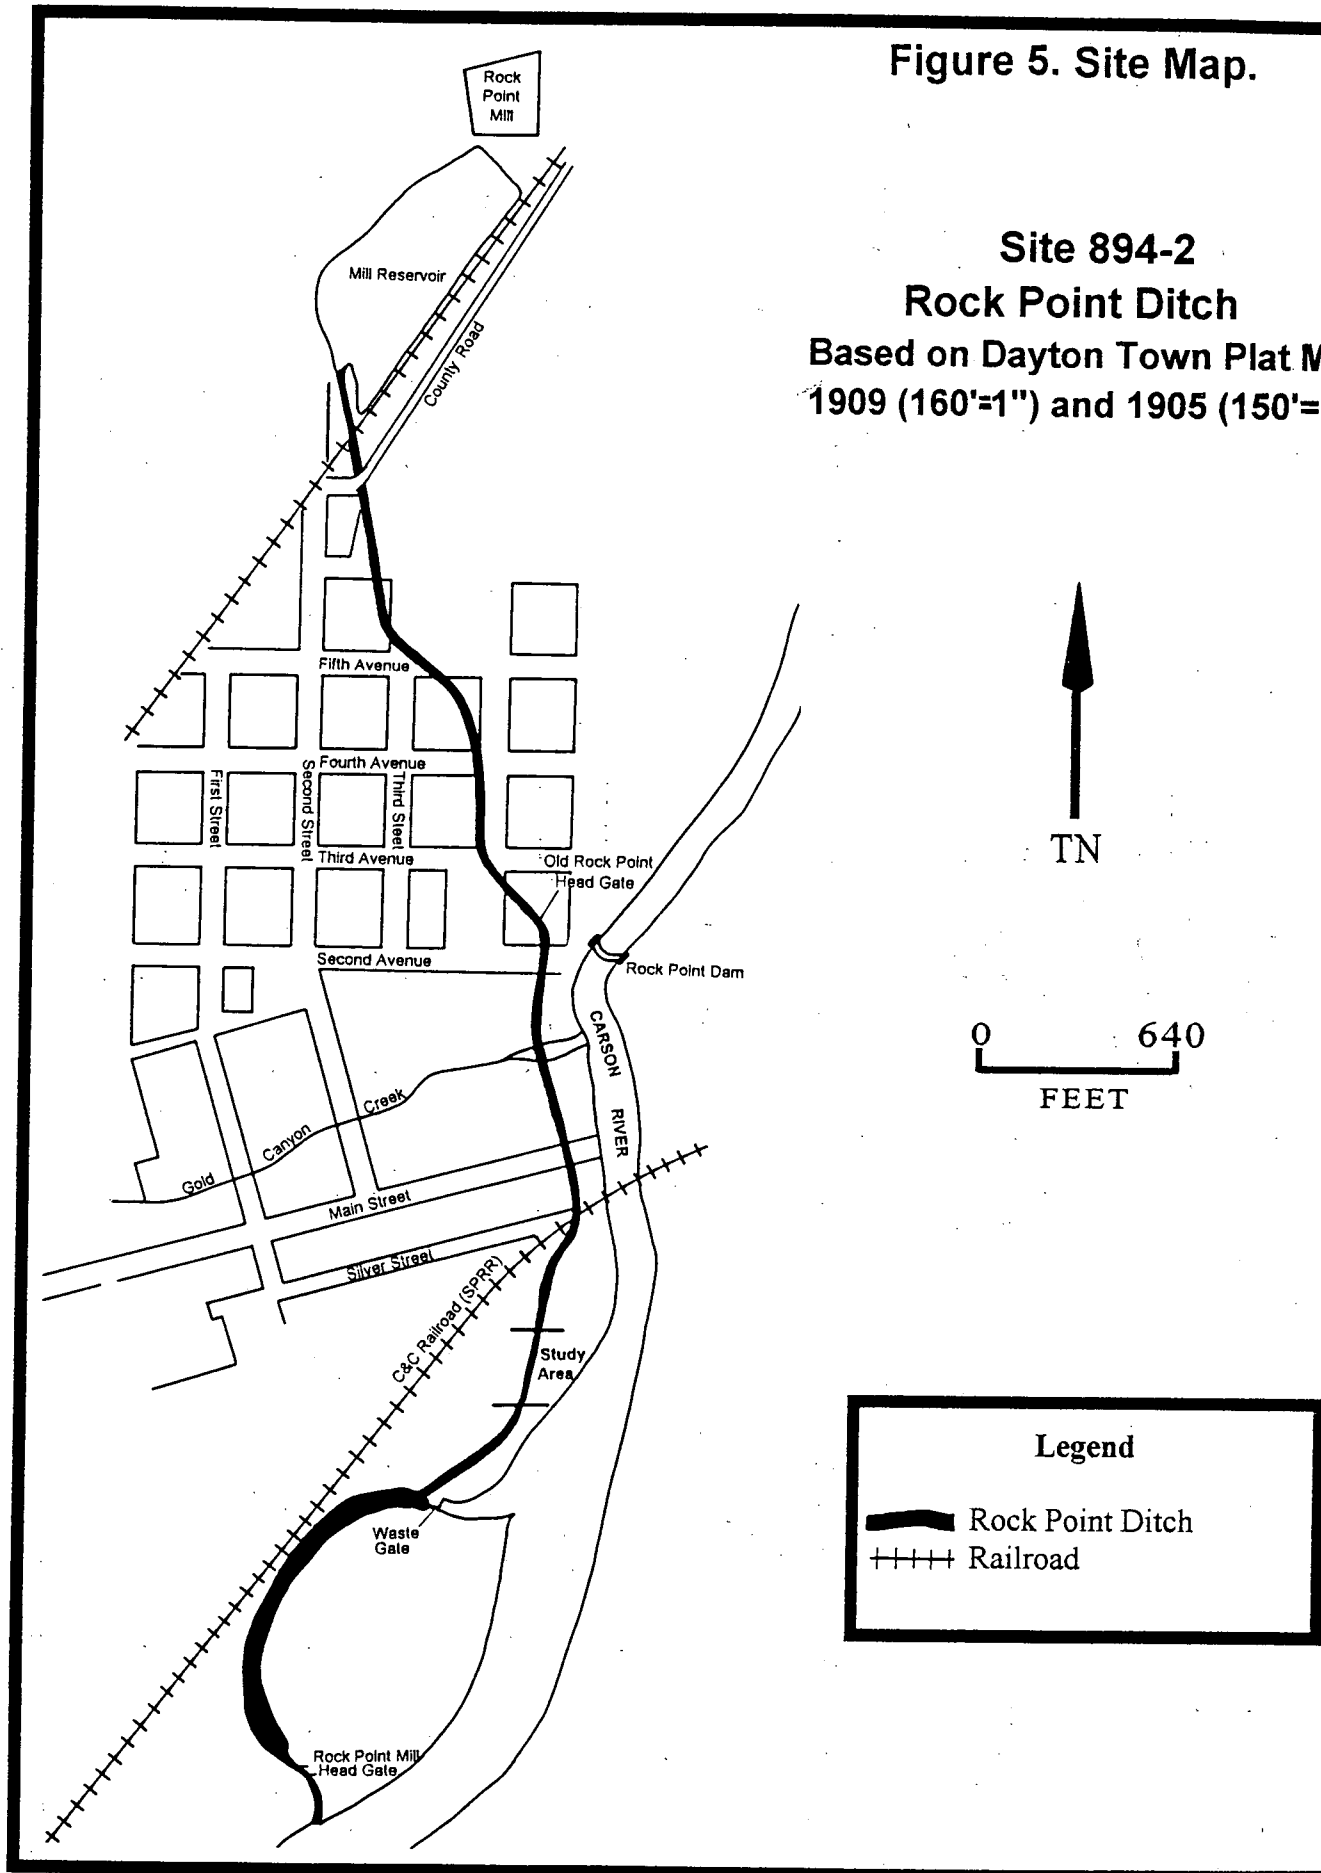 Figure 5. Site Map.
Rock
Point
Mill
Site 894-2
Rock Point Ditch
Based on Dayton Town Plat M
1909 (160'=1") and 1905 (150'=
Mill Reservoir
County Road
Fifth Avenue
Fourth Avenue
First Street
Second Street
Third Steet
Third Avenue
Old Rock Point
Head Gate
TN
Second Avenue
Rock Point Dam
CARSON RIVER
0 640
FEET
Gold Canyon Creek
Main Street
Silver Street
C&C Railroad (SPRR)
Study
Area
Waste
Gate
Rock Point Mill
Head Gate
Legend
Rock Point Ditch
Railroad